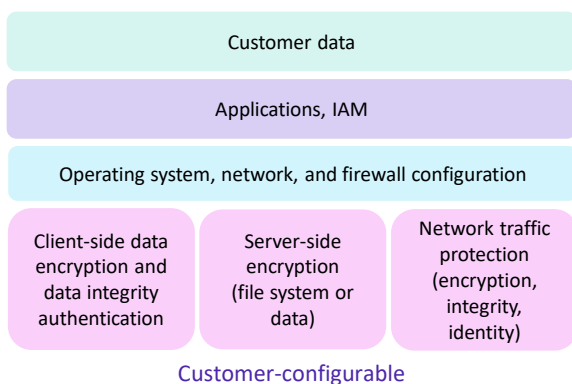 Customer data
Applications, IAM
Operating system, network, and firewall configuration
Client-side data
encryption and
data integrity
authentication
Server-side
encryption
(file system or
data)
Network traffic
protection
(encryption,
integrity,
identity)
Customer-configurable